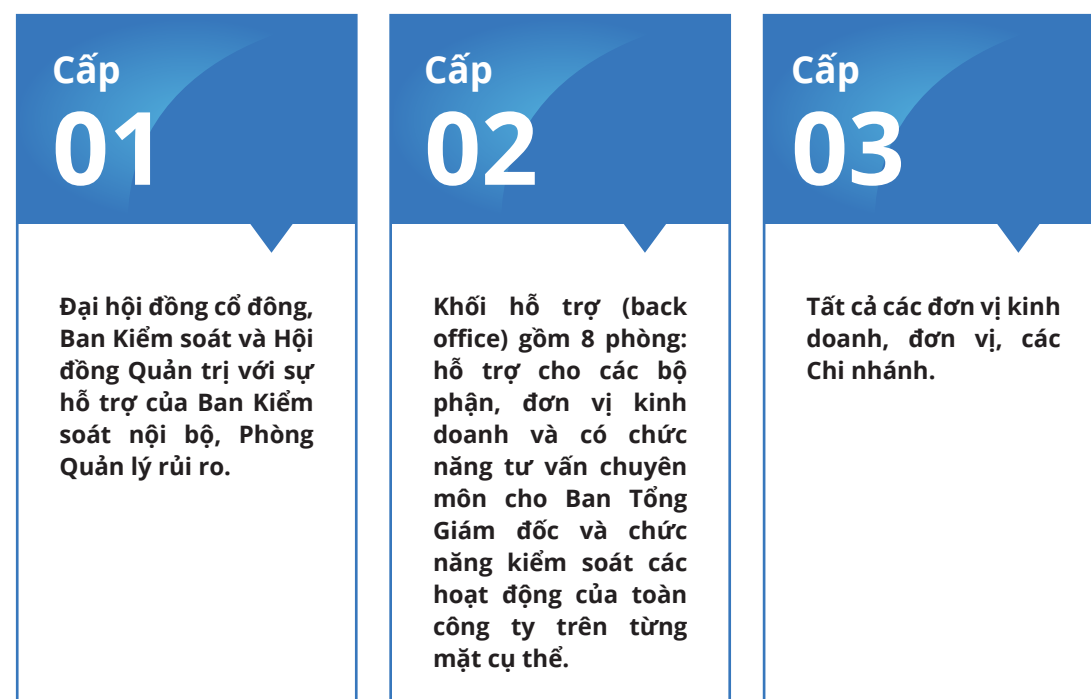 Cấp
01
Đại hội đồng cổ đông,
Ban Kiểm soát và Hội
đồng Quản trị với sự
hỗ trợ của Ban Kiểm
soát nội bộ, Phòng
Quản lý rủi ro.
Cấp
02
Khối hỗ trợ (back
office) gồm 8 phòng:
hỗ trợ cho các bộ
phận, đơn vị kinh
doanh và có chức
năng tư vấn chuyên
môn cho Ban Tổng
Giám đốc và chức
năng kiểm soát các
hoạt động của toàn
công ty trên từng
mặt cụ thể.
Cấp
03
Tất cả các đơn vị kinh
doanh, đơn vị, các
Chi nhánh.